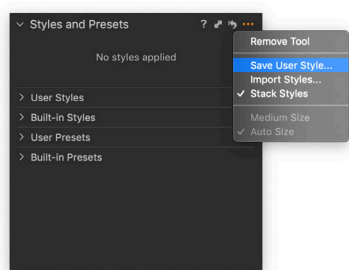 Styles and Presets
?
...
Remove Tool
No styles applied
Save User Style...
Import Styles...
Stack Styles
User Styles
Built-in Styles
Medium Size
Auto Size
User Presets
Built-in Presets